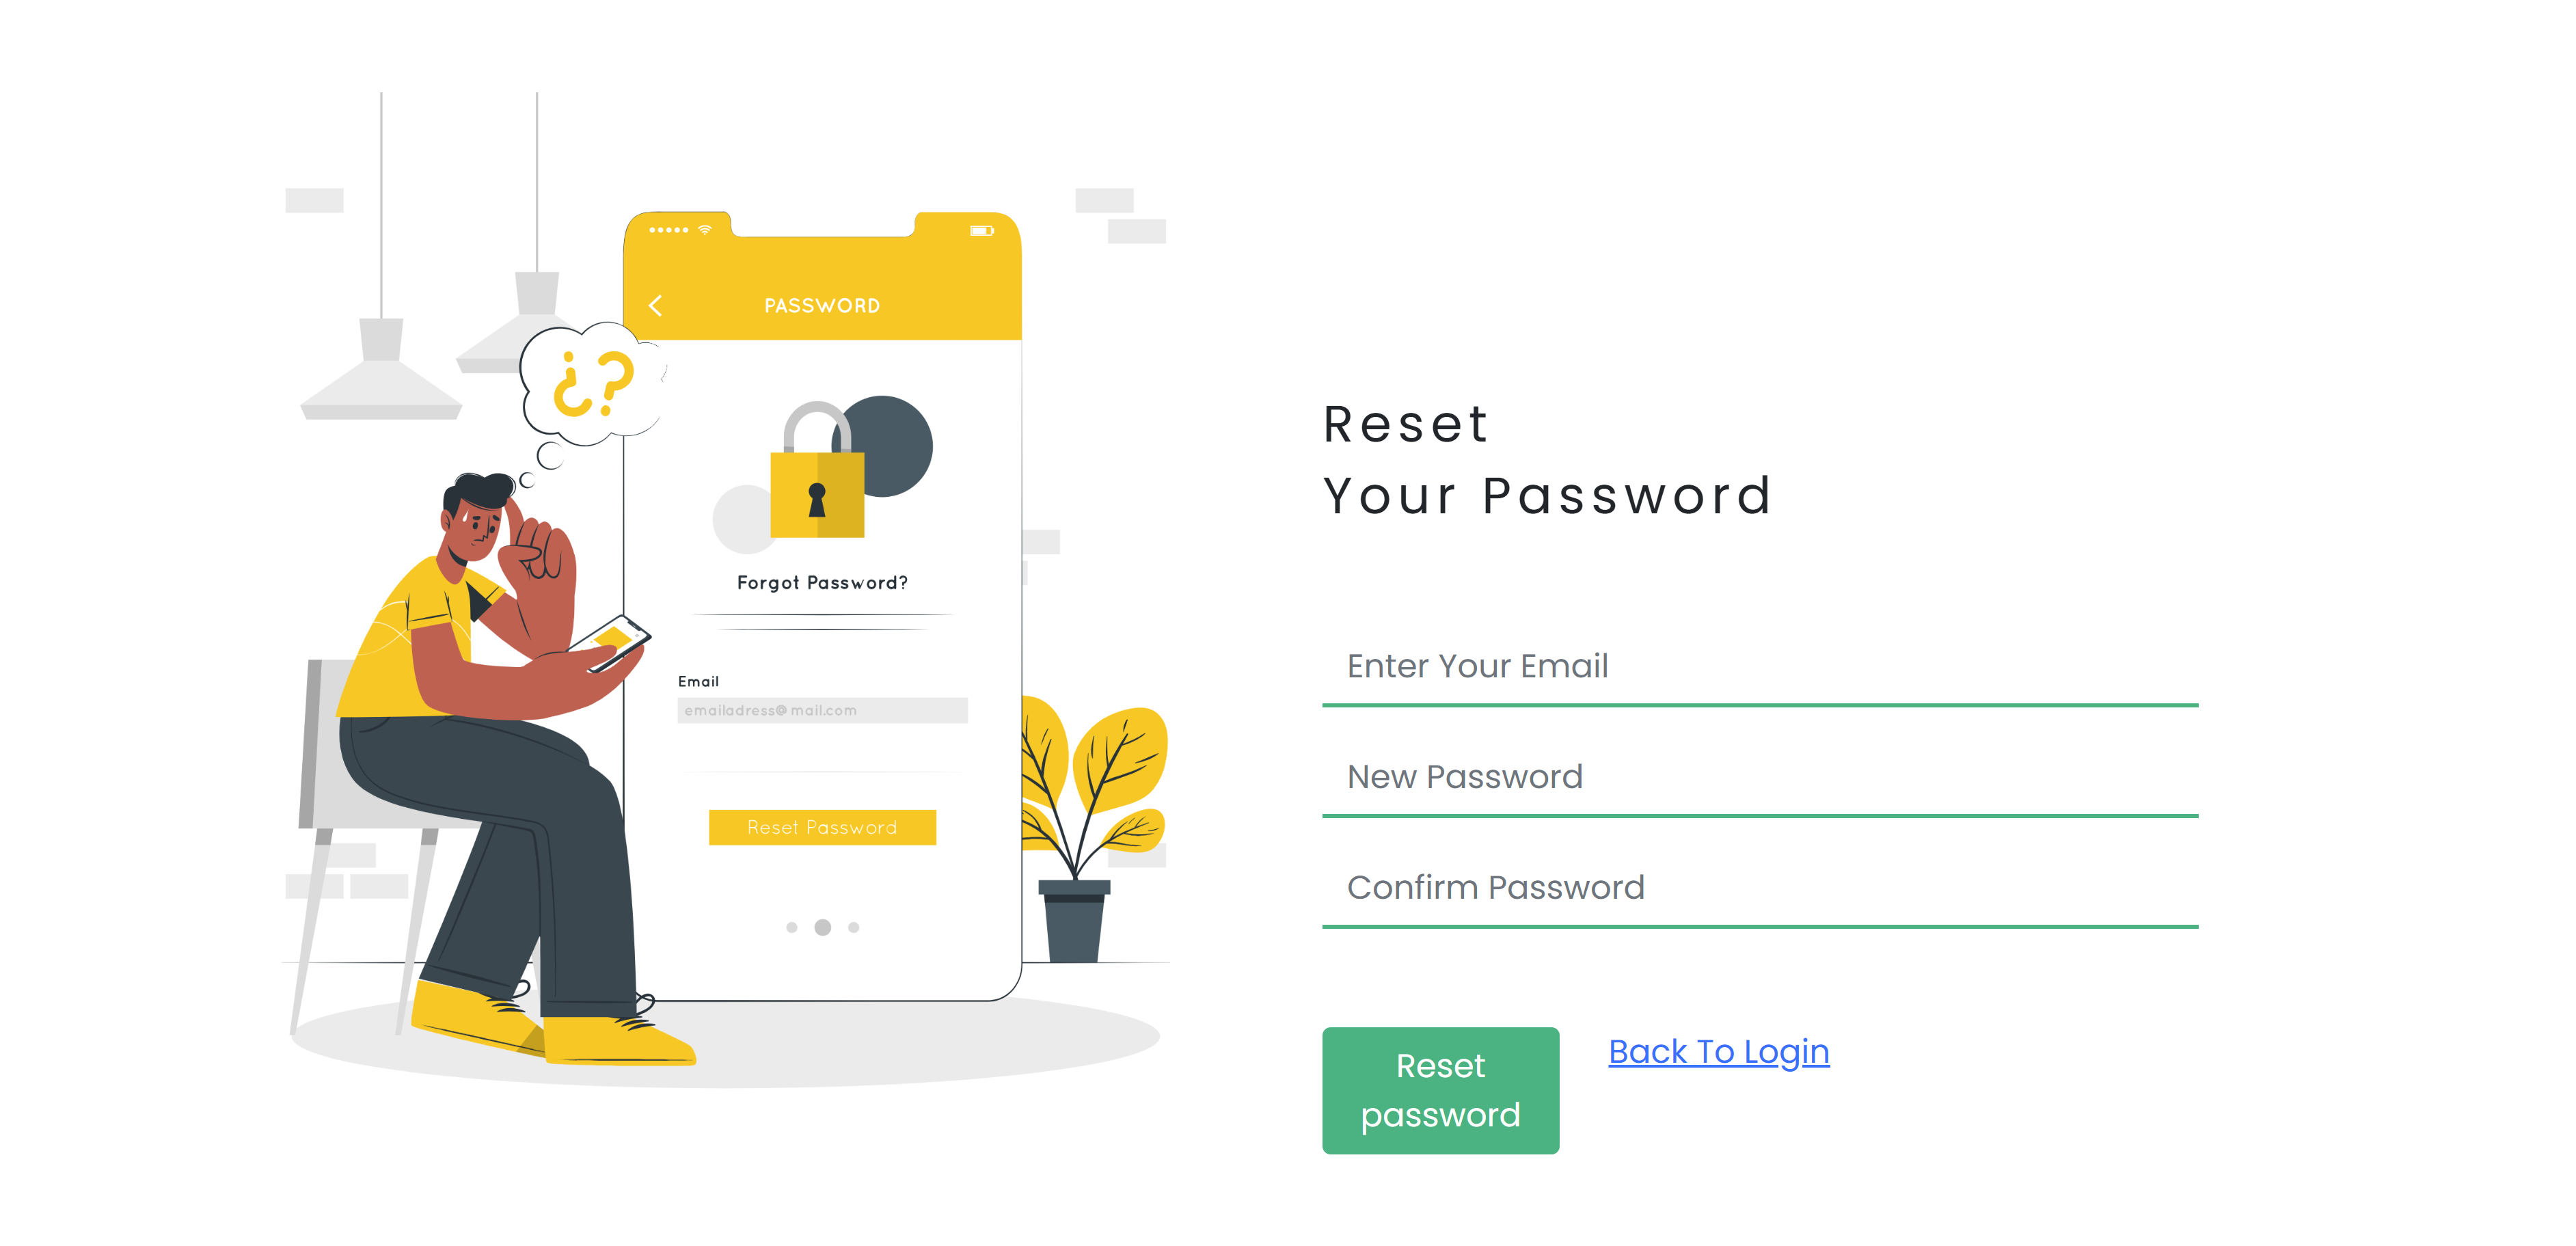 PASSWORD
¿?
Forgot Password?
Email
emailadress@mail.com
Reset Password
Reset
Your Password
Enter Your Email
New Password
Confirm Password
Reset
password
Back To Login